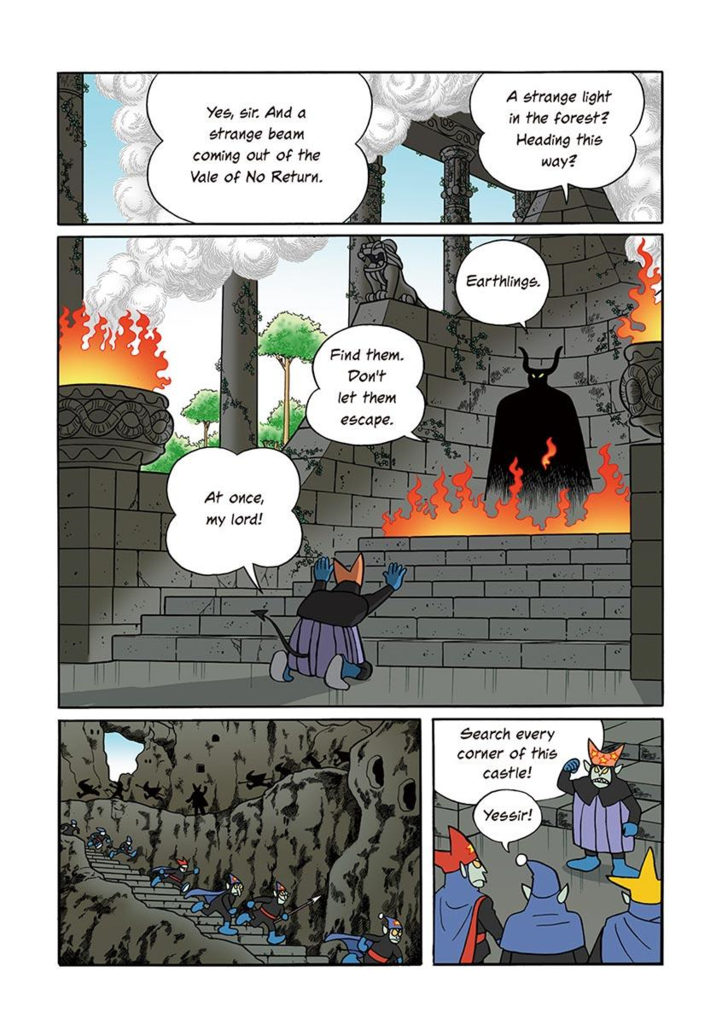 A strange light
in the forest?
Heading this
way?
Yes, sir. And a
strange beam
coming out of the
Vale of No Return.
Earthlings.
Find them.
Don't
let them
escape.
At once,
my lord!
Search every
corner of this
castle!
Yessir!